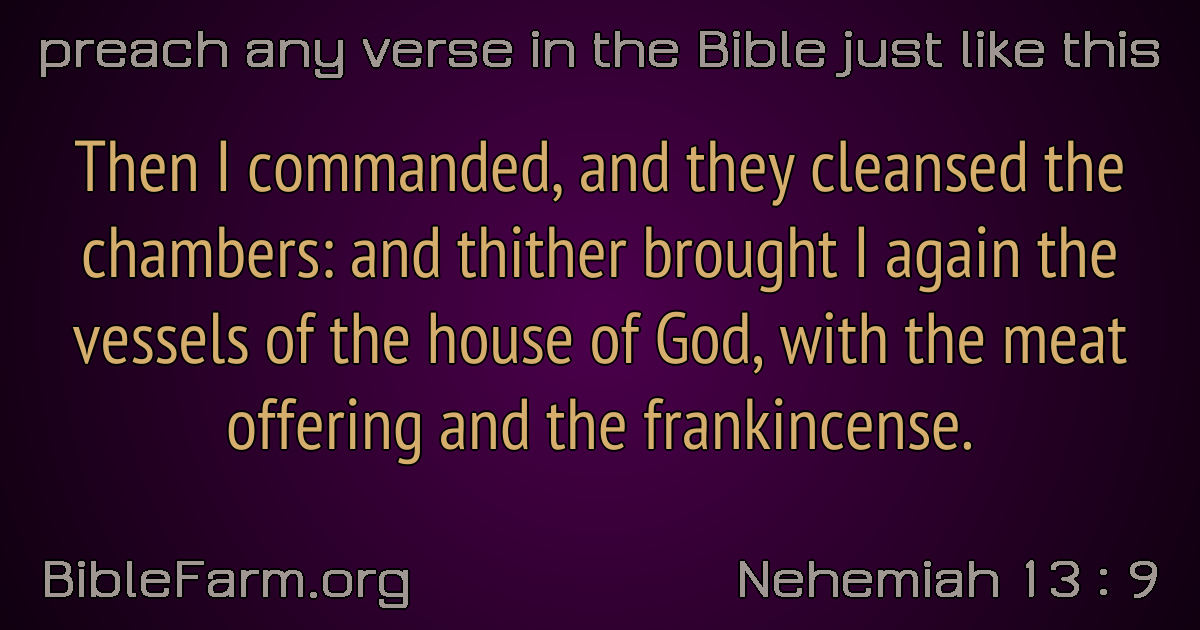 preach any verse in the Bible just like this
Then I commanded, and they cleansed the
chambers: and thither brought I again the
vessels of the house of God, with the meat
offering and the frankincense.
BibleFarm.org
Nehemiah 13 : 9